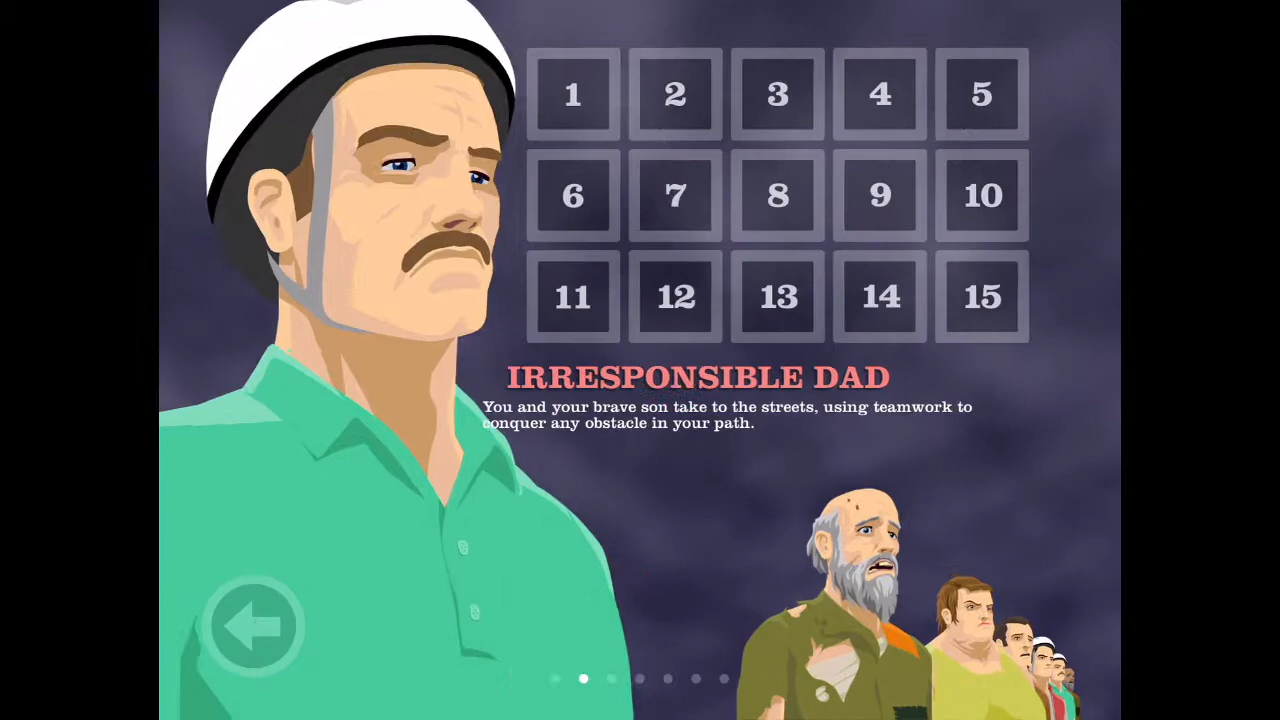 1 2 3 4 5
6 7 8 9 10
11 12 13 14 15
IRRESPONSIBLE DAD
You and your brave son take to the streets, using teamwork to
conquer any obstacle in your path.